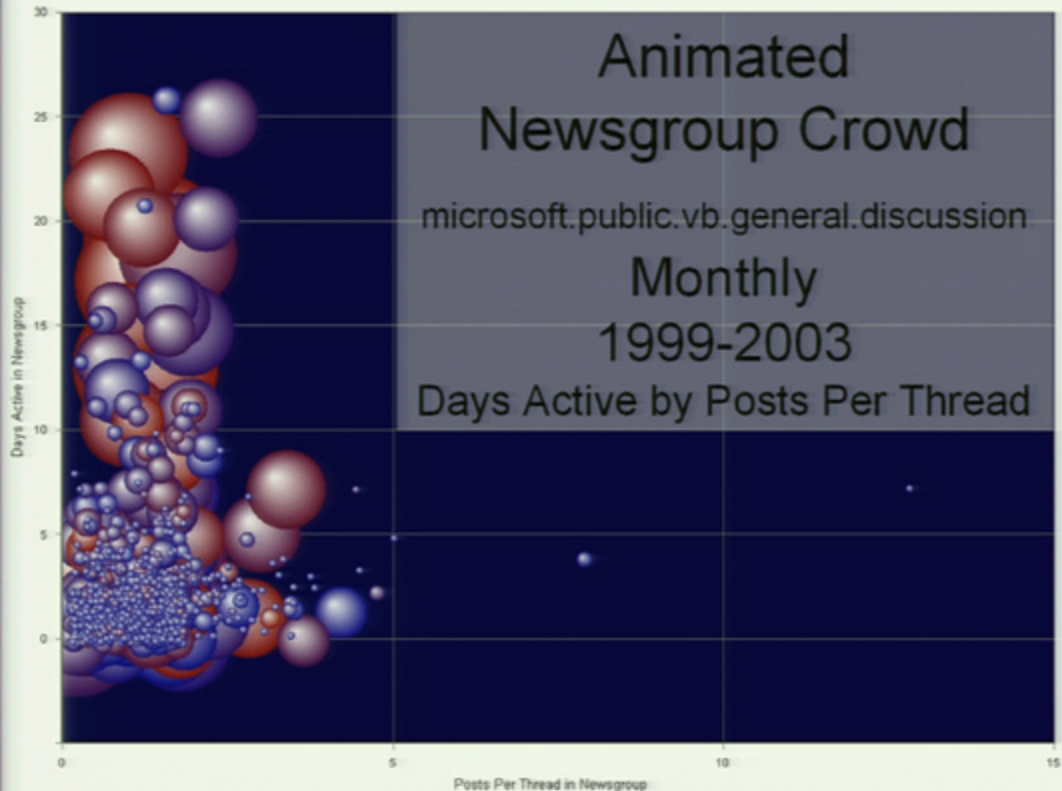 30
Animated
Newsgroup Crowd
25
microsoft.public.vb.general.discussion
20
Monthly
1999-2003
15
Days Active by Posts Per Thread
10
5
0
Days Active in Newsgroup
0 5 10 15
Posts Per Thread in Newsgroup